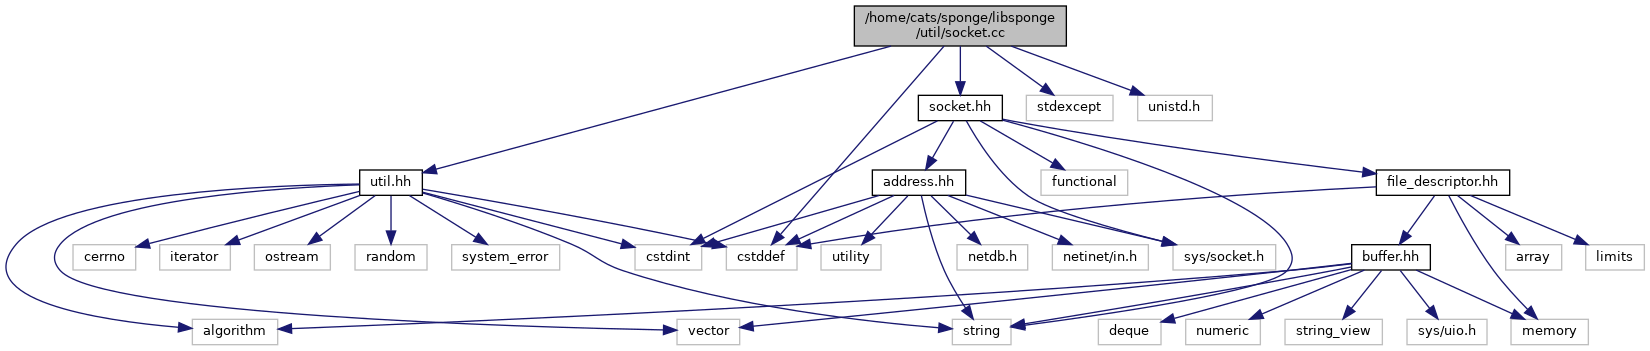 /home/cats/sponge/libsponge
/util/socket.cc
socket.hh
stdexcept
unistd.h
util.hh
address.hh
functional
file_descriptor.hh
cerrno
iterator
ostream
random
system_error
cstdint
cstddef
utility
netdb.h
netinet/in.h
sys/socket.h
buffer.hh
array
limits
algorithm
vector
string
deque
numeric
string_view
sys/uio.h
memory